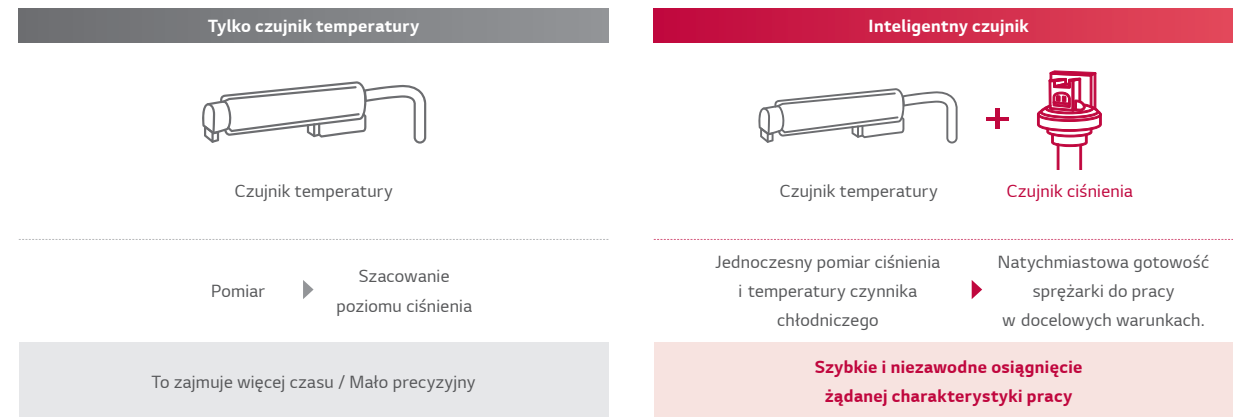 Tylko czujnik temperatury
Czujnik temperatury
Pomiar
Szacowanie
poziomu ciśnienia
To zajmuje więcej czasu / Mało precyzyjny
Inteligentny czujnik
+
Czujnik temperatury
Czujnik ciśnienia
Jednoczesny pomiar ciśnienia
i temperatury czynnika
chłodniczego
Natychmiastowa gotowość
sprężarki do pracy
w docelowych warunkach.
Szybkie i niezawodne osiągnięcie
żądanej charakterystyki pracy